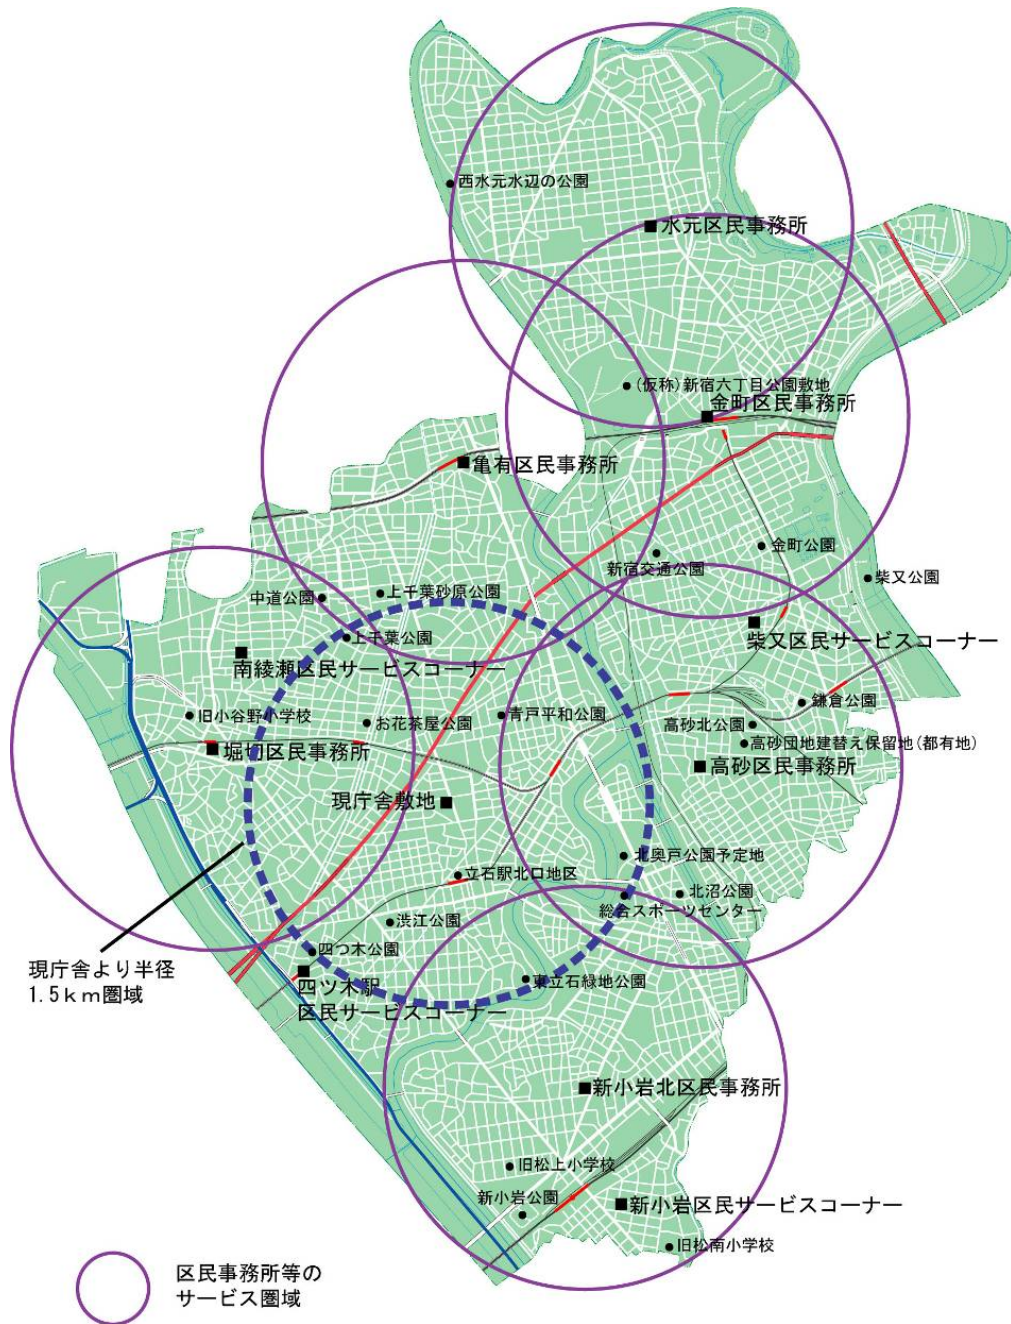 西水元水辺の公園
水元区民事務所
(仮称)新宿六丁目公園敷地
金町区民事務所
亀有区民事務所
金町公園
新宿交通公園
柴又公園
中道公園
上千葉砂原公園
上千葉公園
柴又区民サービスコーナー
南綾瀬区民サービスコーナー
鎌倉公園
旧小谷野小学校
お花茶屋公園
青戸平和公園
高砂北公園
高砂団地建替え保留地(都有地)
堀切区民事務所
高砂区民事務所
現庁舎敷地
北奥戸公園予定地
立石駅北口地区
北沼公園
総合スポーツセンター
渋江公園
四つ木公園
現庁舎より半径
1.5km圏域
四ツ木駅
区民サービスコーナー
東立石緑地公園
新小岩北区民事務所
旧松上小学校
新小岩公園
新小岩区民サービスコーナー
旧松南小学校
区民事務所等の
サービス圏域